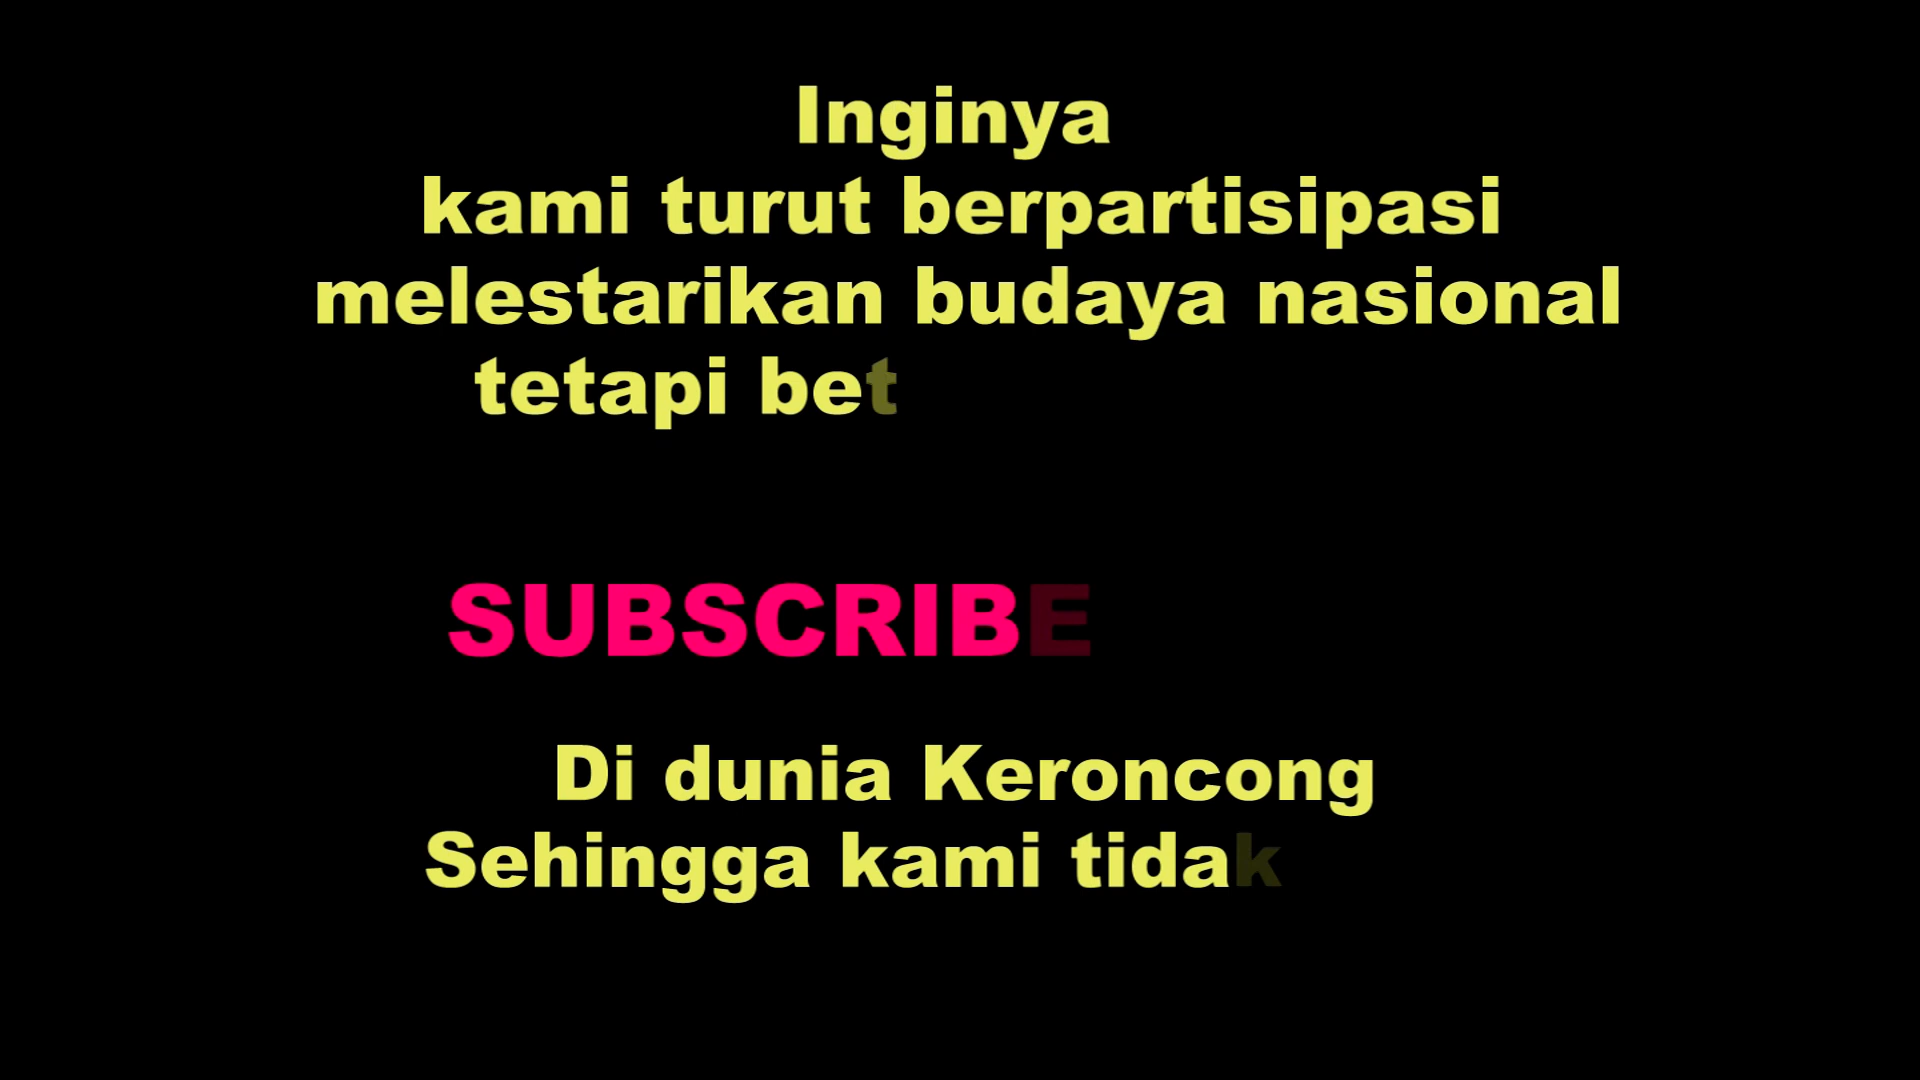 Inginya
kami turut berpartisipasi
melestarikan budaya nasional
tetapi bet
SUBSCRIBE
Di dunia Keroncong
Sehingga kami tidak